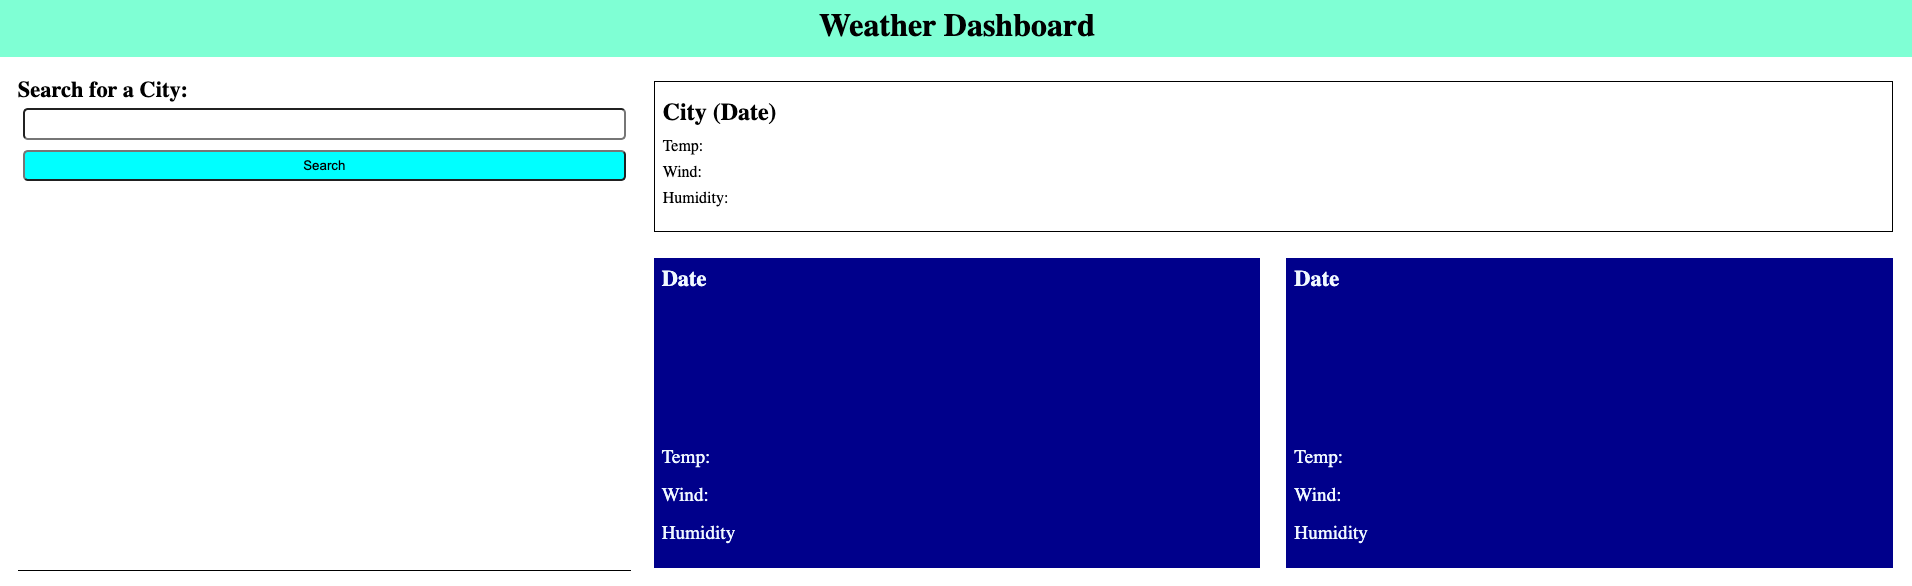 Weather Dashboard
Search for a City:
Search
City (Date)
Temp:
Wind:
Humidity:
Date
Temp:
Wind:
Humidity
Date
Temp:
Wind:
Humidity